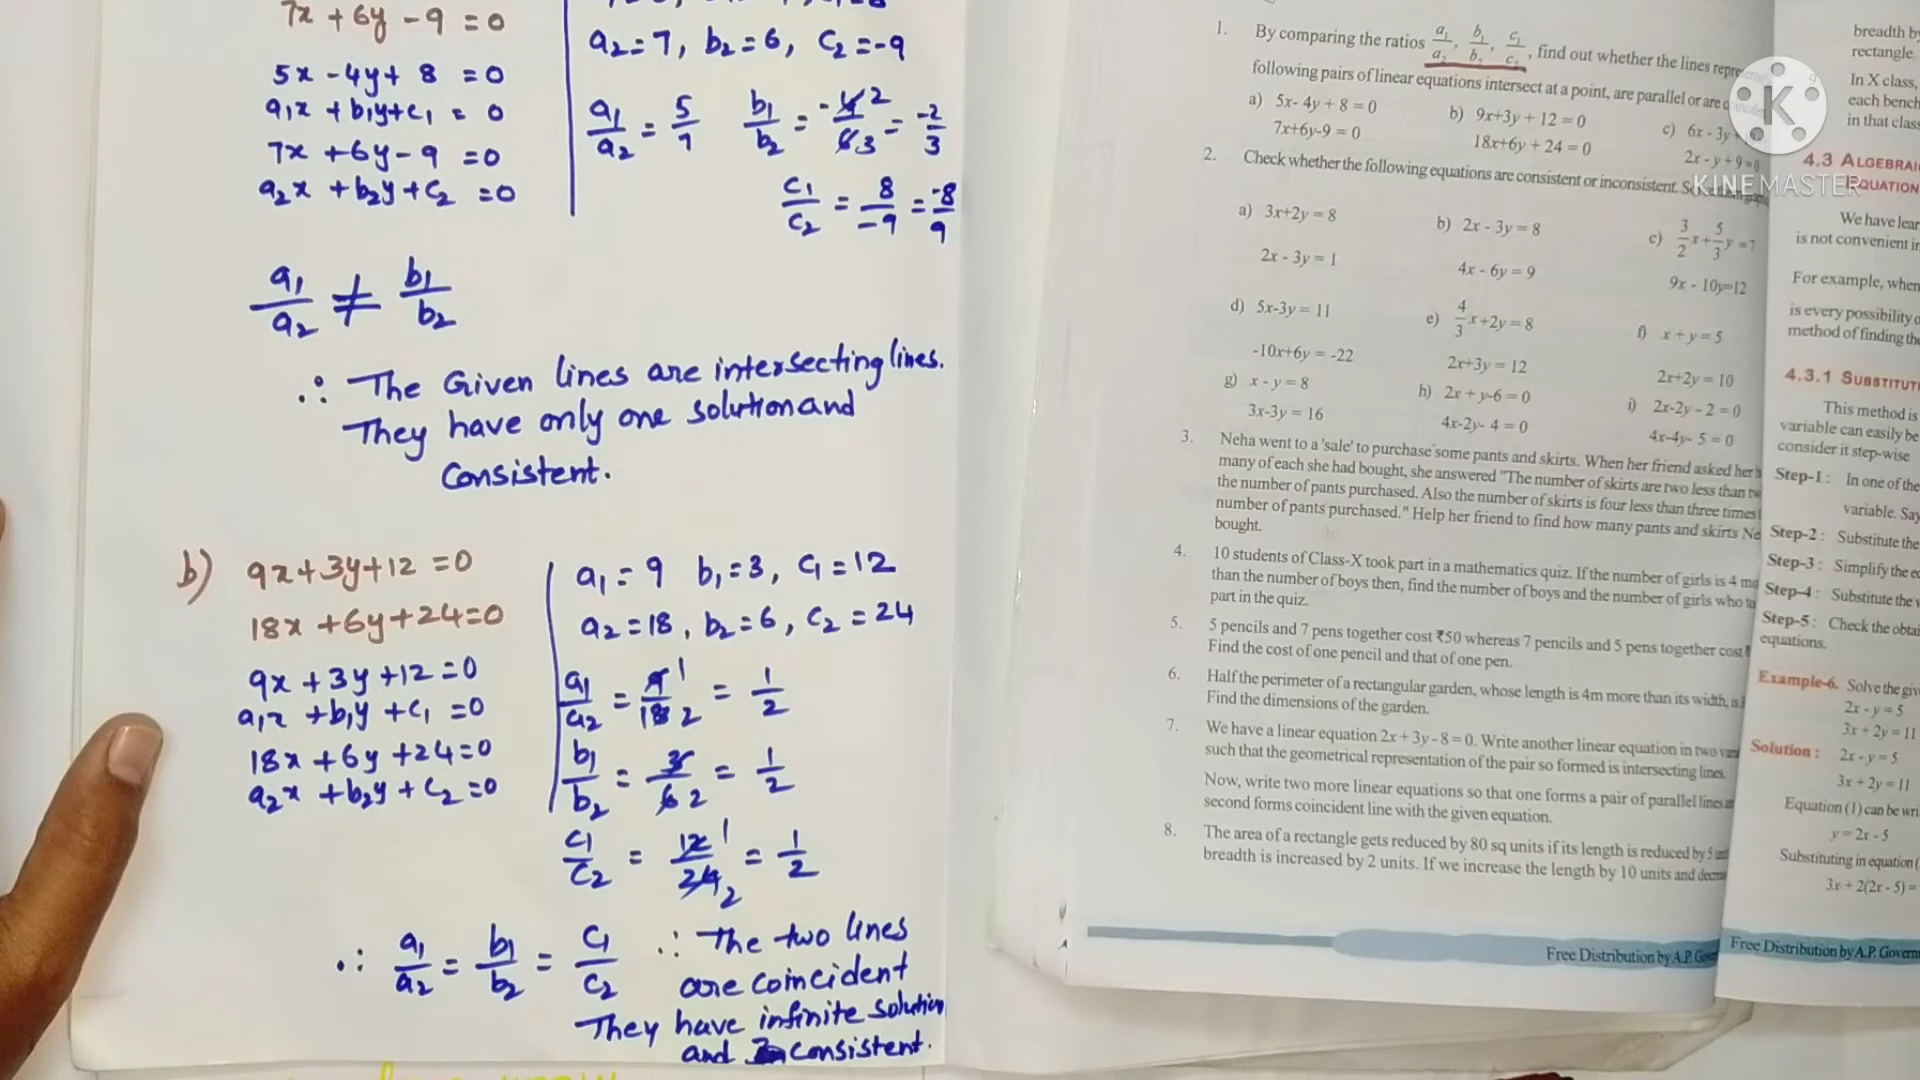 7x + 6y - 9 = 0
5x - 4y + 8 = 0
a₁x + b₁y + c₁ = 0
7x + 6y - 9 = 0
a₂x + b₂y + c₂ = 0
a₂ = 7, b₂ = 6, c₂ = -9
a₁/a₂ = 5/7 b₁/b₂ = -4 2/6 3 = -2/3
c₁/c₂ = 8/-9 = -8/9
a₁/a₂ ≠ b₁/b₂
∴ The Given lines are intersecting lines.
They have only one solution and
Consistent.
b) 9x + 3y + 12 = 0
18x + 6y + 24 = 0
9x + 3y + 12 = 0
a₁x + b₁y + c₁ = 0
18x + 6y + 24 = 0
a₂x + b₂y + c₂ = 0
a₁ = 9 b₁ = 3, c₁ = 12
a₂ = 18, b₂ = 6, c₂ = 24
a₁/a₂ = 9 1/18 2 = 1/2
b₁/b₂ = 3/6 2 = 1/2
c₁/c₂ = 12 1/24 2 = 1/2
∴ a₁/a₂ = b₁/b₂ = c₁/c₂ ∴ The two lines
are coincident
They have infinite solution
and consistent.
1. By comparing the ratios a₁/a₂, b₁/b₂, c₁/c₂, find out whether the lines
following pairs of linear equations intersect at a point, are parallel or are
a) 5x- 4y + 8 = 0 b) 9x+3y + 12 = 0 c) 6x - 3y +
7x+6y-9 = 0 18x+6y + 24 = 0 2x - y + 9 = 0
2. Check whether the following equations are consistent or inconsistent.
a) 3x+2y = 8 b) 2x - 3y = 8 c) 3/2 x + 5/3 y = 7
2x - 3y = 1 4x - 6y = 9 9x - 10y=12
d) 5x-3y = 11 e) 4/3 x+2y = 8 f) x + y = 5
-10x+6y = -22 2x+3y = 12 2x+2y = 10
g) x - y = 8 h) 2x + y-6 = 0 i) 2x-2y - 2 = 0
3x-3y = 16 4x-2y- 4 = 0 4x-4y- 5 = 0
3. Neha went to a 'sale' to purchase some pants and skirts. When her friend asked her
many of each she had bought, she answered "The number of skirts are two less than
the number of pants purchased. Also the number of skirts is four less than three times
number of pants purchased." Help her friend to find how many pants and skirts
bought.
4. 10 students of Class-X took part in a mathematics quiz. If the number of girls is 4
than the number of boys then, find the number of boys and the number of girls who
part in the quiz.
5. 5 pencils and 7 pens together cost ₹50 whereas 7 pencils and 5 pens together cost
Find the cost of one pencil and that of one pen.
6. Half the perimeter of a rectangular garden, whose length is 4m more than its width,
Find the dimensions of the garden.
7. We have a linear equation 2x + 3y - 8 = 0. Write another linear equation in two
such that the geometrical representation of the pair so formed is intersecting lines.
Now, write two more linear equations so that one forms a pair of parallel lines
second forms coincident line with the given equation.
8. The area of a rectangle gets reduced by 80 sq units if its length is reduced by 5
breadth is increased by 2 units. If we increase the length by 10 units and
Free Distribution by A.P.
K
KINEMASTER
breadth
rectangle.
In X class,
each bench
in that class
4.3 ALGEBRAI
EQUATION
We have
is not convenient
For example, when
is every possibility
method of finding
4.3.1 SUBSTITUT
This method is
variable can easily be
consider it step-wise
Step-1 : In one of the
variable. Say
Step-2 : Substitute the
Step-3 : Simplify the
Step-4 : Substitute the
Step-5 : Check the
equations.
Example-6. Solve the
2x - y = 5
3x + 2y = 11
Solution : 2x - y = 5
3x + 2y = 11
Equation (1) can be
y = 2x - 5
Substituting in equation
3x + 2(2x - 5) =
Free Distribution by A.P.